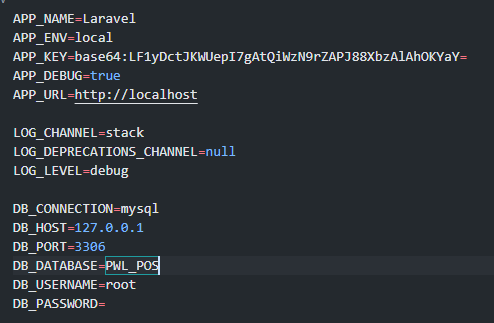 APP_NAME=Laravel
APP_ENV=local
APP_KEY=base64:LF1yDctJKWUepI7gAtQiWzN9rZAPJ88XbzAlAhOKYaY=
APP_DEBUG=true
APP_URL=http://localhost
LOG_CHANNEL=stack
LOG_DEPRECATIONS_CHANNEL=null
LOG_LEVEL=debug
DB_CONNECTION=mysql
DB_HOST=127.0.0.1
DB_PORT=3306
DB_DATABASE=PWL_POS
DB_USERNAME=root
DB_PASSWORD=